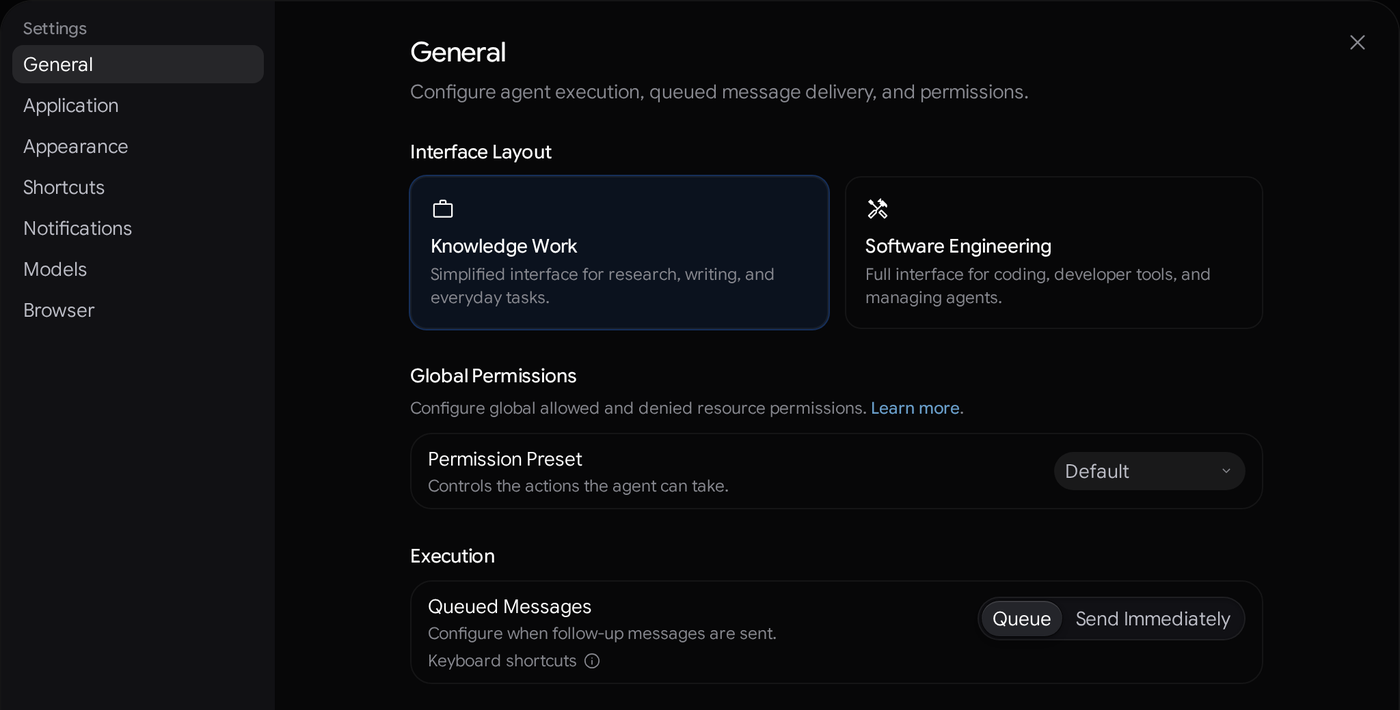 Settings
General
Application
Appearance
Shortcuts
Notifications
Models
Browser
General
Configure agent execution, queued message delivery, and permissions.
Interface Layout
Knowledge Work
Simplified interface for research, writing, and
everyday tasks.
Software Engineering
Full interface for coding, developer tools, and
managing agents.
Global Permissions
Configure global allowed and denied resource permissions. Learn more.
Permission Preset
Controls the actions the agent can take.
Default
Execution
Queued Messages
Configure when follow-up messages are sent.
Keyboard shortcuts
Queue
Send Immediately